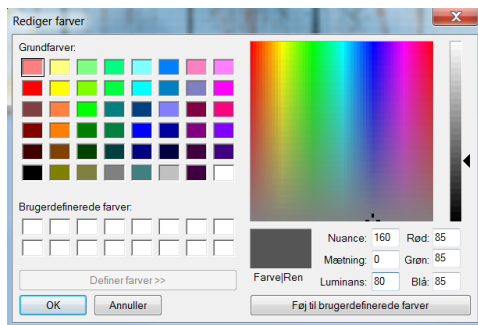 Rediger farver
Grundfarver:
Brugerdefinerede farver:
Definer farver >>
OK Annuller
Farve|Ren
Nuance: 160 Rød: 85
Mætning: 0 Grøn: 85
Luminans: 80 Blå: 85
Føj til brugerdefinerede farver